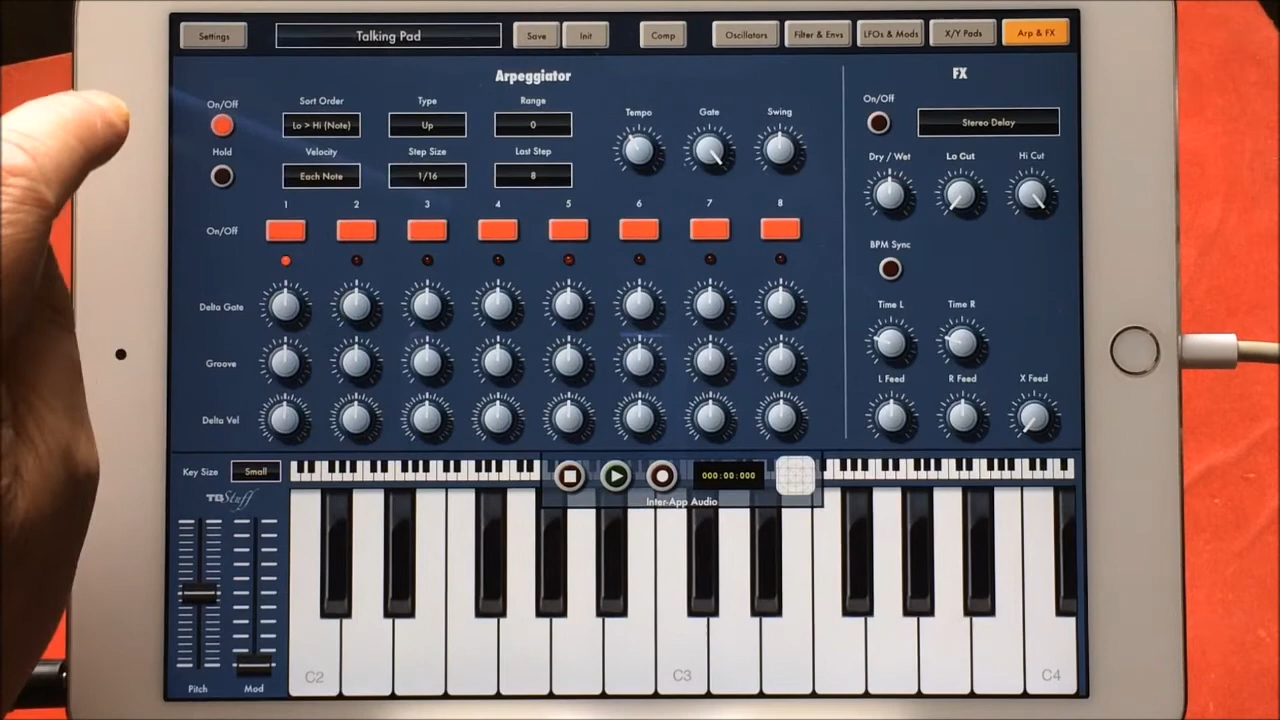 Settings
Talking Pad
Save
Init
Comp
Oscillators
Filter & Envs
LFOs & Mods
X/Y Pads
Arp & FX
Arpeggiator
On/Off
Sort Order
Type
Range
Lo > Hi (Note)
Up
0
Tempo
Gate
Swing
Hold
Velocity
Step Size
Last Step
Each Note
1/16
8
1 2 3 4 5 6 7 8
On/Off
Delta Gate
Groove
Delta Vel
FX
On/Off
Stereo Delay
Dry / Wet
Lo Cut
Hi Cut
BPM Sync
Time L
Time R
L Feed
R Feed
X Feed
Key Size
Small
000:00:000
Inter-App Audio
TQStuff
Pitch
Mod
C2
C3
C4